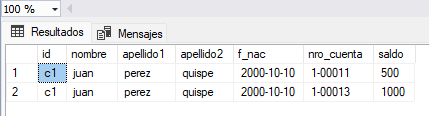 100 %
Resultados Mensajes
id nombre apellido1 apellido2 f_nac nro_cuenta saldo
1 c1 juan perez quispe 2000-10-10 1-00011 500
2 c1 juan perez quispe 2000-10-10 1-00013 1000